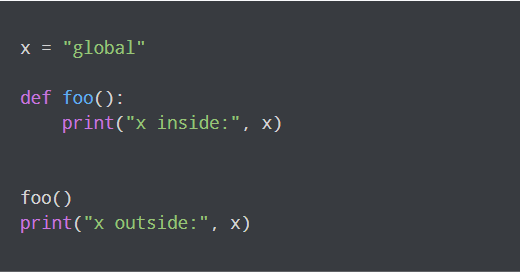 x = "global"
def foo():
    print("x inside:", x)
foo()
print("x outside:", x)